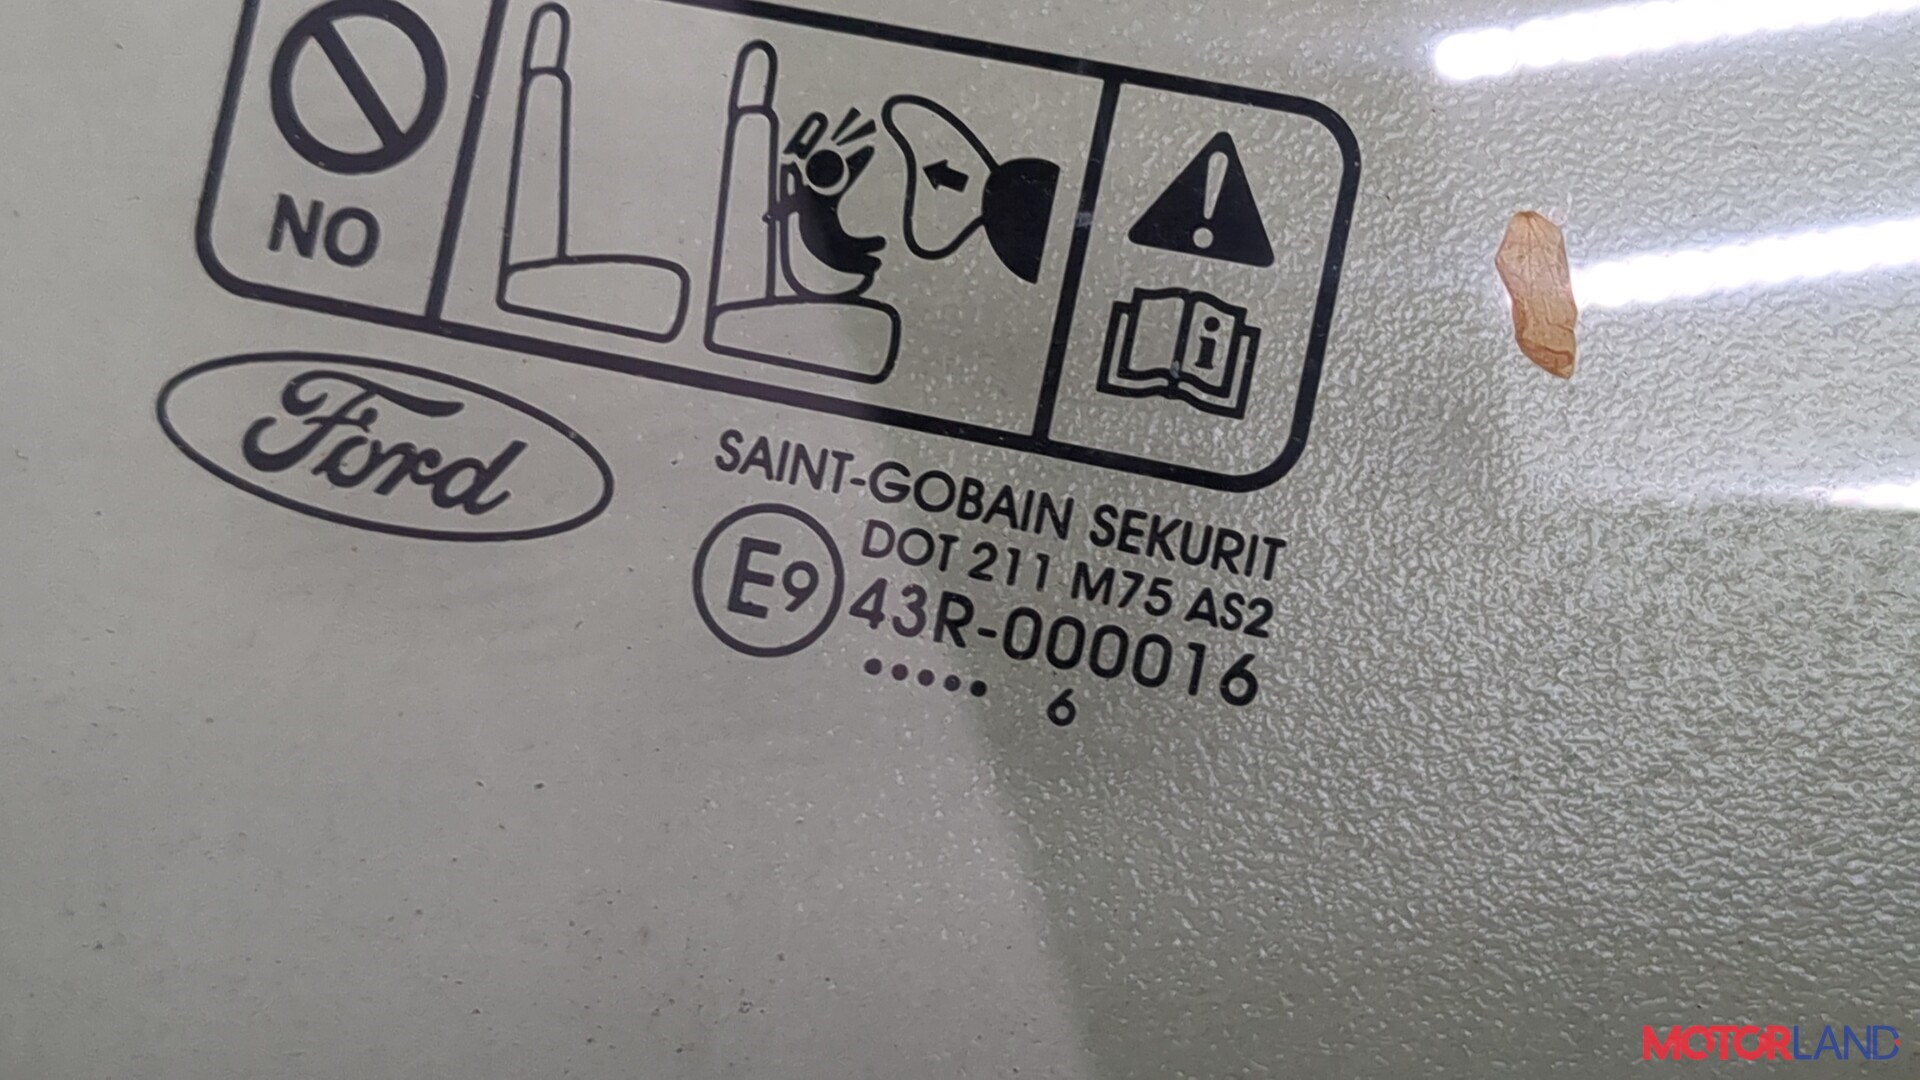 NO
Ford
SAINT-GOBAIN SEKURIT
DOT 211 M75 AS2
E9 43R-000016
..... 6
MOTORLAND